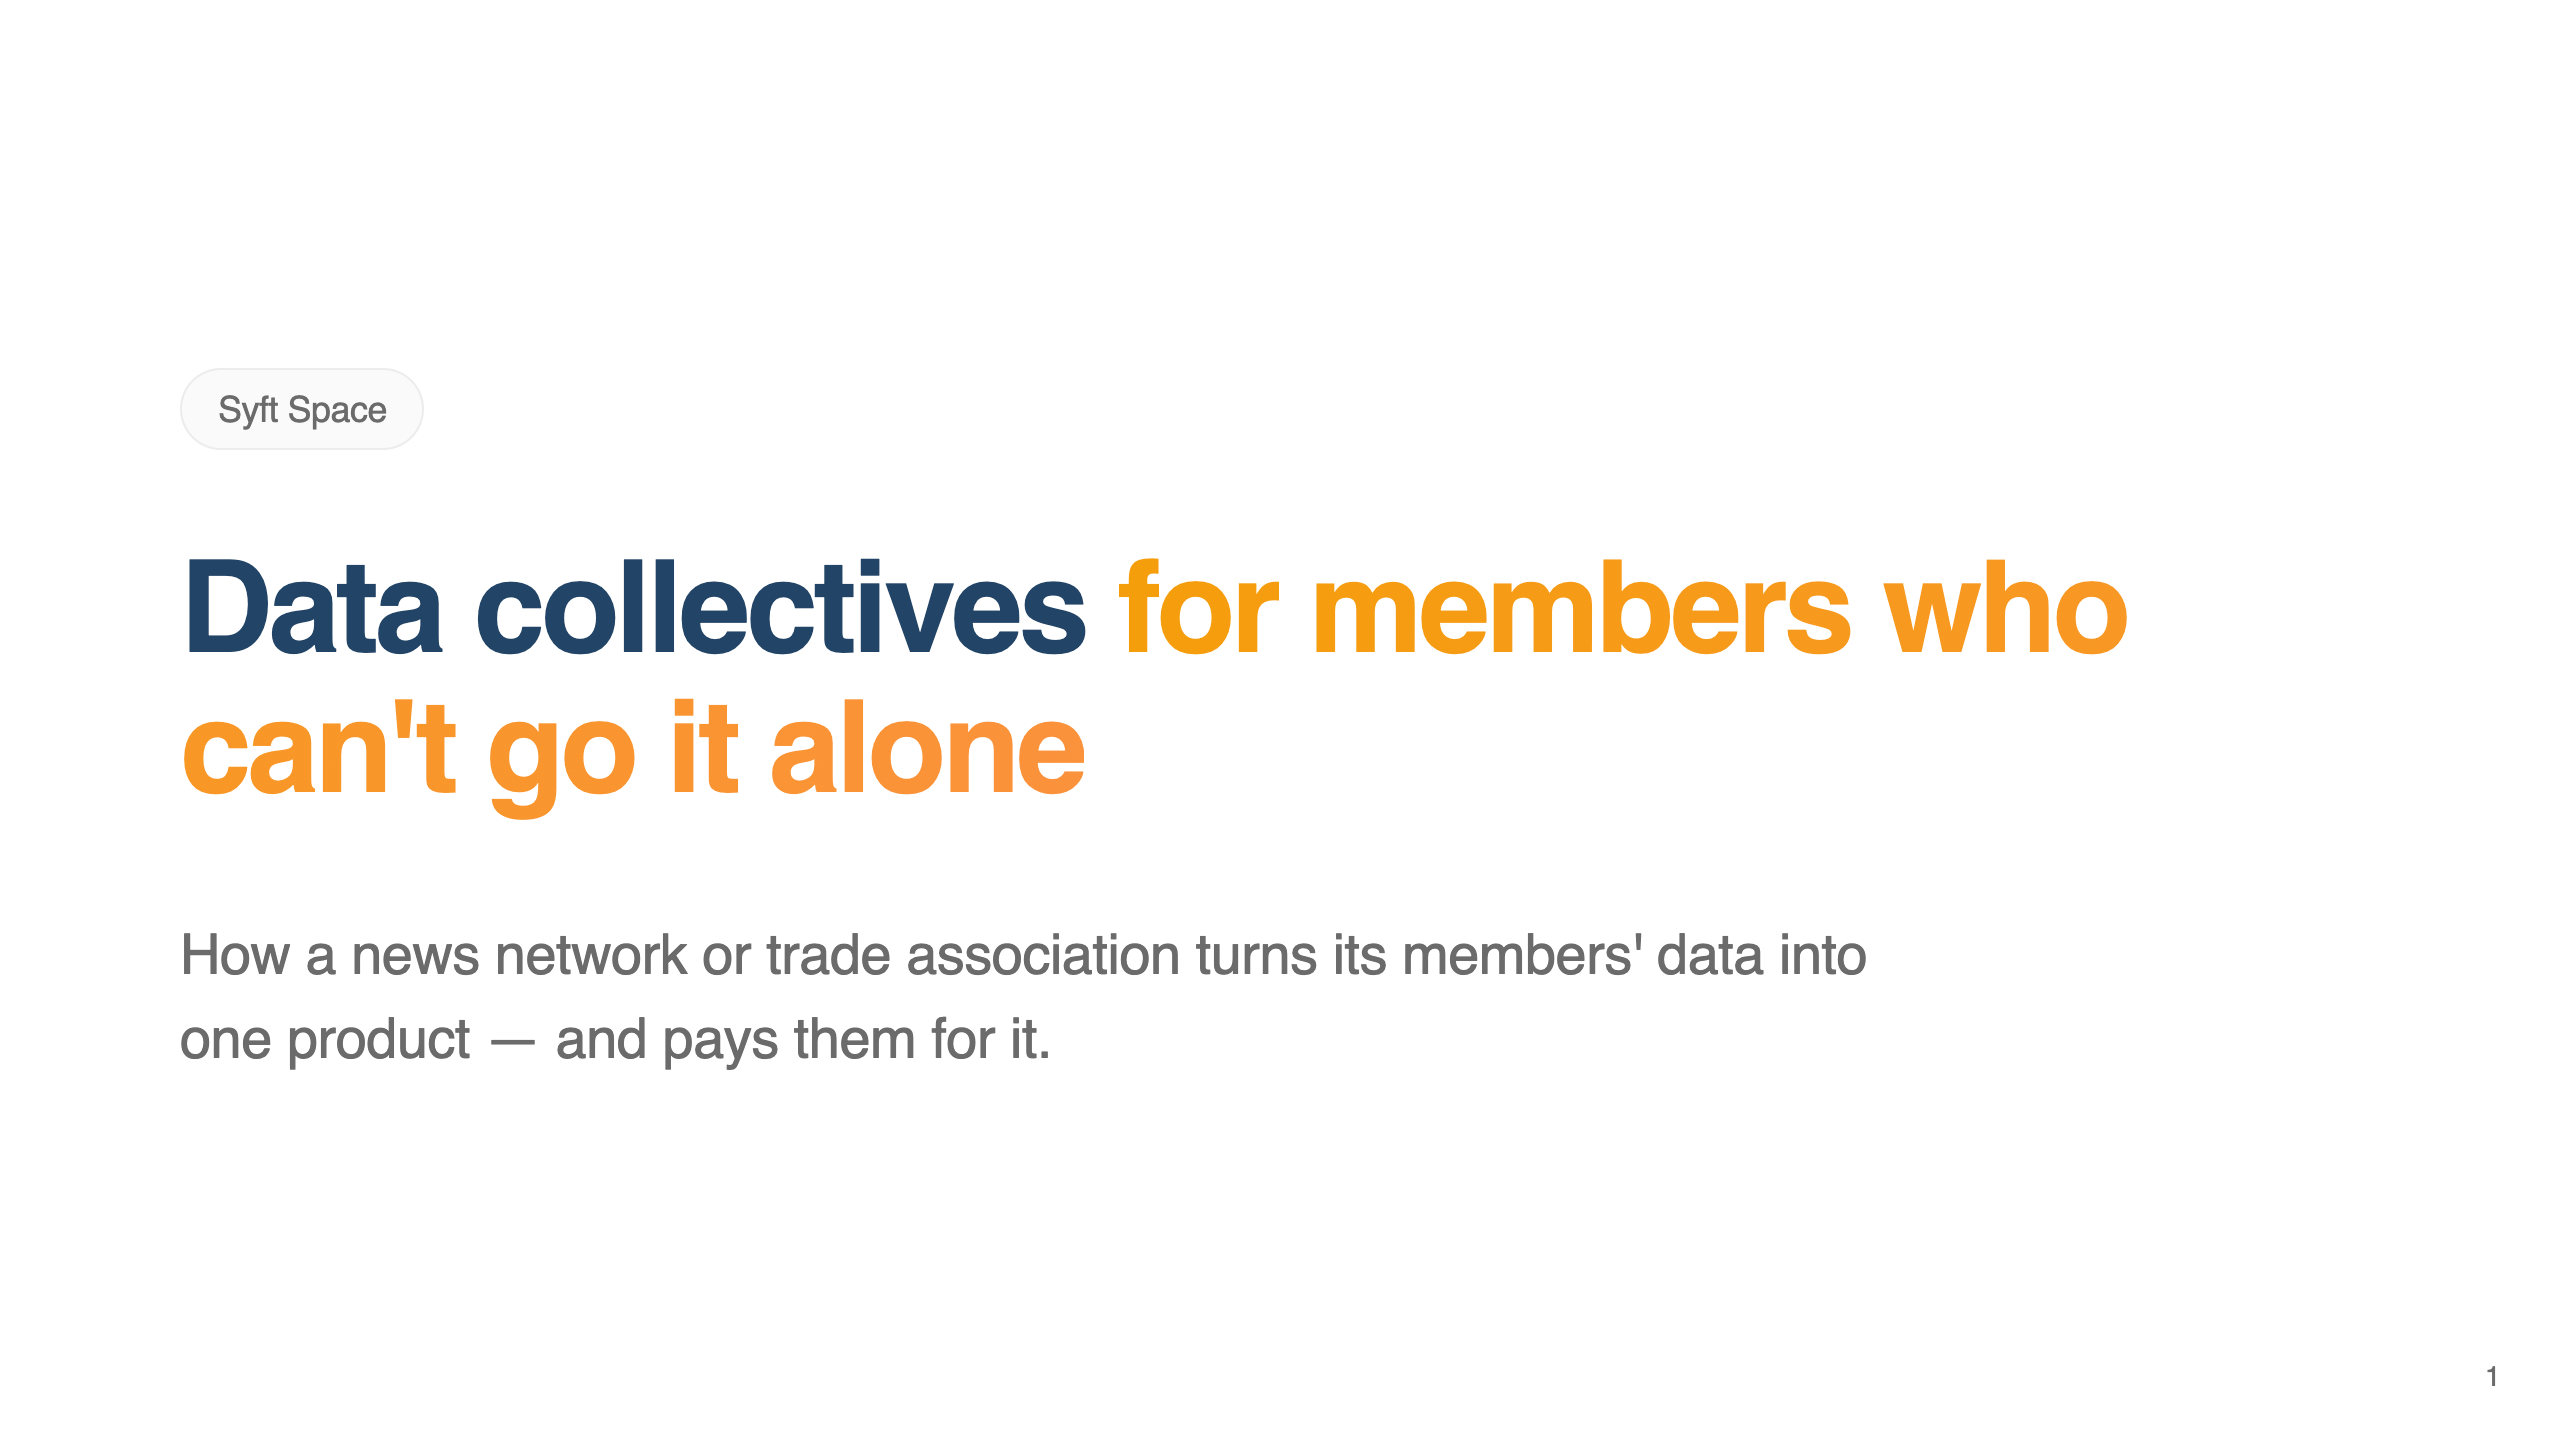 Syft Space
Data collectives for members who
can't go it alone
How a news network or trade association turns its members' data into
one product — and pays them for it.
1